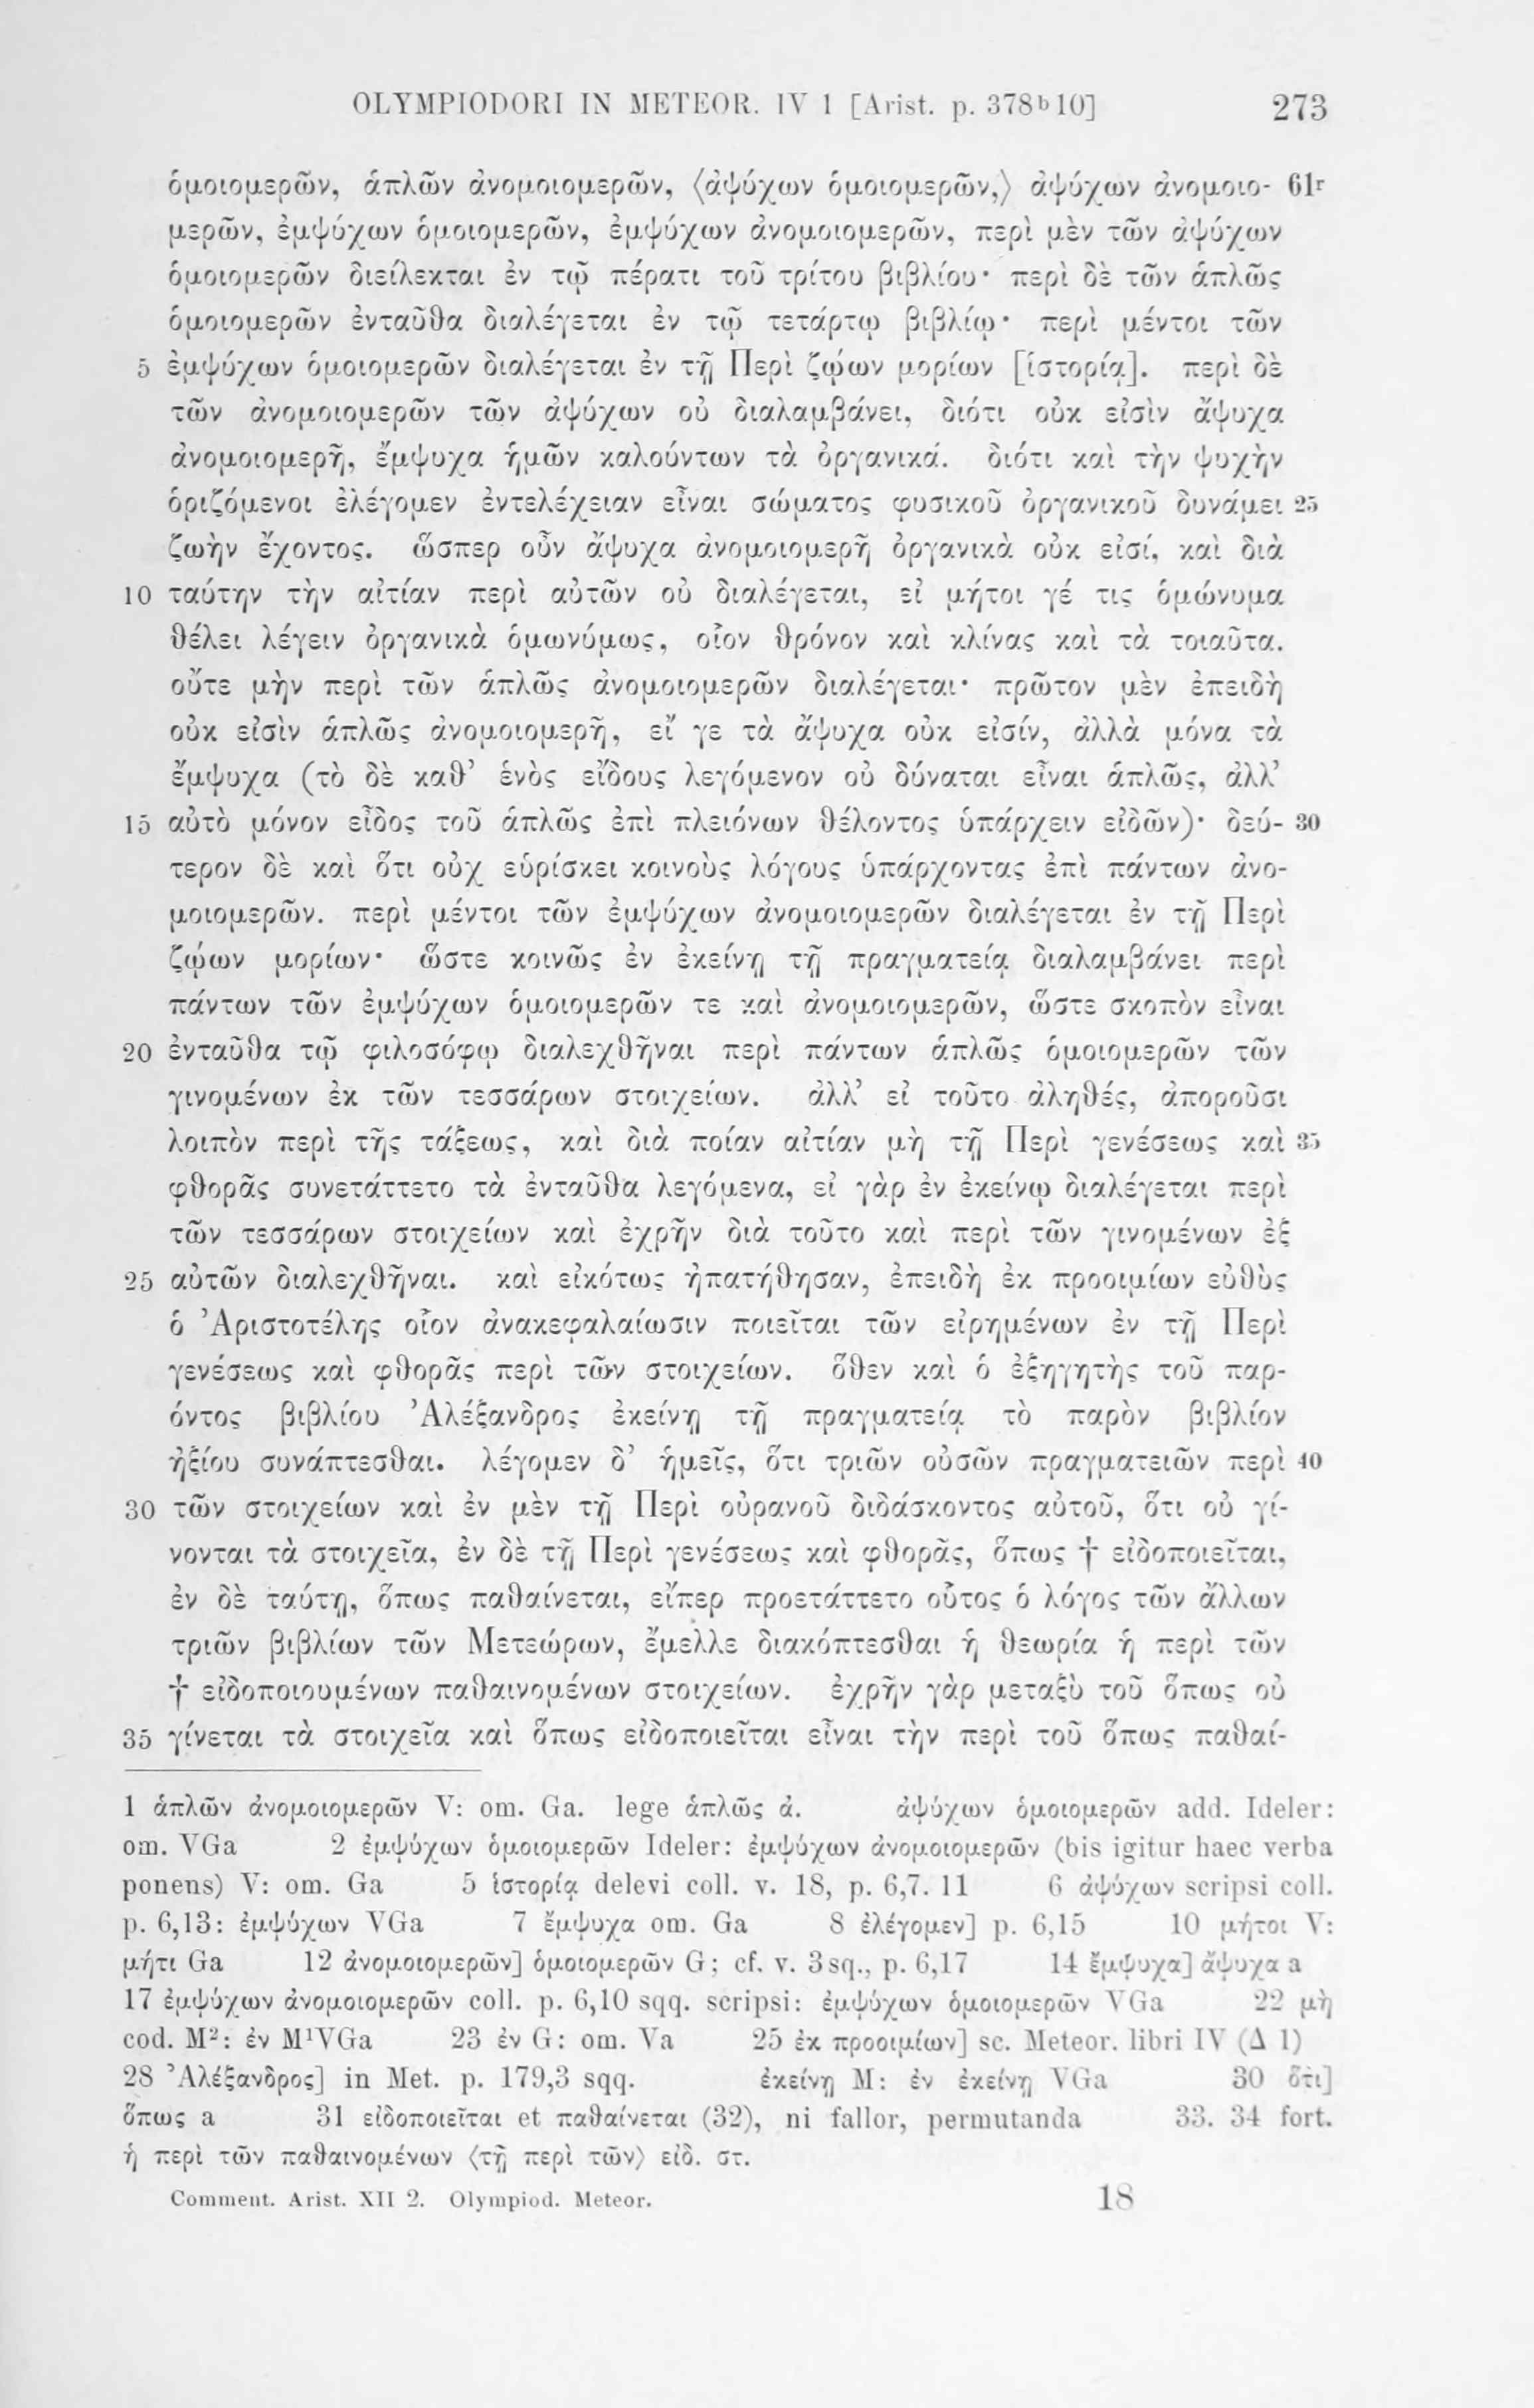 OLYMPIODORI IN METEOR. IV 1 [Arist. p. 378ᵇ10] 273
ὁμοιομερῶν, ἁπλῶν ἀνομοιομερῶν, ⟨ἀψύχων ὁμοιομερῶν,⟩ ἀψύχων ἀνομοιο- 61ʳ
μερῶν, ἐμψύχων ὁμοιομερῶν, ἐμψύχων ἀνομοιομερῶν, περὶ μὲν τῶν ἀψύχων
ὁμοιομερῶν διείλεκται ἐν τῷ πέρατι τοῦ τρίτου βιβλίου· περὶ δὲ τῶν ἁπλῶς
ὁμοιομερῶν ἐνταῦθα διαλέγεται ἐν τῷ τετάρτῳ βιβλίῳ· περὶ μέντοι τῶν
5 ἐμψύχων ὁμοιομερῶν διαλέγεται ἐν τῇ Περὶ ζῴων μορίων [ἱστορίᾳ]. περὶ δὲ
τῶν ἀνομοιομερῶν τῶν ἀψύχων οὐ διαλαμβάνει, διότι οὐκ εἰσὶν ἄψυχα
ἀνομοιομερῆ, ἔμψυχα ἡμῶν καλούντων τὰ ὀργανικά. διότι καὶ τὴν ψυχὴν
ὁριζόμενοι ἐλέγομεν ἐντελέχειαν εἶναι σώματος φυσικοῦ ὀργανικοῦ δυνάμει 25
ζωὴν ἔχοντος. ὥσπερ οὖν ἄψυχα ἀνομοιομερῆ ὀργανικὰ οὐκ εἰσί, καὶ διὰ
10 ταύτην τὴν αἰτίαν περὶ αὐτῶν οὐ διαλέγεται, εἰ μήτοι γέ τις ὁμώνυμα
θέλει λέγειν ὀργανικὰ ὁμωνύμως, οἷον θρόνον καὶ κλίνας καὶ τὰ τοιαῦτα.
οὔτε μὴν περὶ τῶν ἁπλῶς ἀνομοιομερῶν διαλέγεται· πρῶτον μὲν ἐπειδὴ
οὐκ εἰσὶν ἁπλῶς ἀνομοιομερῆ, εἴ γε τὰ ἄψυχα οὐκ εἰσίν, ἀλλὰ μόνα τὰ
ἔμψυχα (τὸ δὲ καθ’ ἑνὸς εἴδους λεγόμενον οὐ δύναται εἶναι ἁπλῶς, ἀλλ’
15 αὐτὸ μόνον εἶδος τοῦ ἁπλῶς ἐπὶ πλειόνων θέλοντος ὑπάρχειν εἰδῶν)· δεύ- 30
τερον δὲ καὶ ὅτι οὐχ εὑρίσκει κοινοὺς λόγους ὑπάρχοντας ἐπὶ πάντων ἀνο-
μοιομερῶν. περὶ μέντοι τῶν ἐμψύχων ἀνομοιομερῶν διαλέγεται ἐν τῇ Περὶ
ζῴων μορίων· ὥστε κοινῶς ἐν ἐκείνῃ τῇ πραγματείᾳ διαλαμβάνει περὶ
πάντων τῶν ἐμψύχων ὁμοιομερῶν τε καὶ ἀνομοιομερῶν, ὥστε σκοπὸν εἶναι
20 ἐνταῦθα τῷ φιλοσόφῳ διαλεχθῆναι περὶ πάντων ἁπλῶς ὁμοιομερῶν τῶν
γινομένων ἐκ τῶν τεσσάρων στοιχείων. ἀλλ’ εἰ τοῦτο ἀληθές, ἀποροῦσι
λοιπὸν περὶ τῆς τάξεως, καὶ διὰ ποίαν αἰτίαν μὴ τῇ Περὶ γενέσεως καὶ 35
φθορᾶς συνετάττετο τὰ ἐνταῦθα λεγόμενα, εἰ γὰρ ἐν ἐκείνῳ διαλέγεται περὶ
τῶν τεσσάρων στοιχείων καὶ ἐχρῆν διὰ τοῦτο καὶ περὶ τῶν γινομένων ἐξ
25 αὐτῶν διαλεχθῆναι. καὶ εἰκότως ἠπατήθησαν, ἐπειδὴ ἐκ προοιμίων εὐθὺς
ὁ Ἀριστοτέλης οἷον ἀνακεφαλαίωσιν ποιεῖται τῶν εἰρημένων ἐν τῇ Περὶ
γενέσεως καὶ φθορᾶς περὶ τῶν στοιχείων. ὅθεν καὶ ὁ ἐξηγητὴς τοῦ παρ-
όντος βιβλίου Ἀλέξανδρος ἐκείνῃ τῇ πραγματείᾳ τὸ παρὸν βιβλίον
ἠξίου συνάπτεσθαι. λέγομεν δ’ ἡμεῖς, ὅτι τριῶν οὐσῶν πραγματειῶν περὶ 40
30 τῶν στοιχείων καὶ ἐν μὲν τῇ Περὶ οὐρανοῦ διδάσκοντος αὐτοῦ, ὅτι οὐ γί-
νονται τὰ στοιχεῖα, ἐν δὲ τῇ Περὶ γενέσεως καὶ φθορᾶς, ὅπως † εἰδοποιεῖται,
ἐν δὲ ταύτῃ, ὅπως παθαίνεται, εἴπερ προετάττετο οὗτος ὁ λόγος τῶν ἄλλων
τριῶν βιβλίων τῶν Μετεώρων, ἔμελλε διακόπτεσθαι ἡ θεωρία ἡ περὶ τῶν
† εἰδοποιουμένων παθαινομένων στοιχείων. ἐχρῆν γὰρ μεταξὺ τοῦ ὅπως οὐ
35 γίνεται τὰ στοιχεῖα καὶ ὅπως εἰδοποιεῖται εἶναι τὴν περὶ τοῦ ὅπως παθαί-
1 ἁπλῶν ἀνομοιομερῶν V: om. Ga. lege ἁπλῶς ἀ. ἀψύχων ὁμοιομερῶν add. Ideler:
om. VGa 2 ἐμψύχων ὁμοιομερῶν Ideler: ἐμψύχων ἀνομοιομερῶν (bis igitur haec verba
ponens) V: om. Ga 5 ἱστορίᾳ delevi coll. v. 18, p. 6,7. 11 6 ἀψύχων scripsi coll.
p. 6,13: ἐμψύχων VGa 7 ἔμψυχα om. Ga 8 ἐλέγομεν] p. 6,15 10 μήτοι V:
μήτι Ga 12 ἀνομοιομερῶν] ὁμοιομερῶν G; cf. v. 3sq., p. 6,17 14 ἔμψυχα] ἄψυχα a
17 ἐμψύχων ἀνομοιομερῶν coll. p. 6,10 sqq. scripsi: ἐμψύχων ὁμοιομερῶν VGa 22 μὴ
cod. M²: ἐν M¹VGa 23 ἐν G: om. Va 25 ἐκ προοιμίων] sc. Meteor. libri IV (Δ 1)
28 Ἀλέξανδρος] in Met. p. 179,3 sqq. ἐκείνῃ M: ἐν ἐκείνῃ VGa 30 ὅτι]
ὅπως a 31 εἰδοποιεῖται et παθαίνεται (32), ni fallor, permutanda 33. 34 fort.
ἡ περὶ τῶν παθαινομένων ⟨τῇ περὶ τῶν⟩ εἰδ. στ.
Comment. Arist. XII 2. Olympiod. Meteor. 18